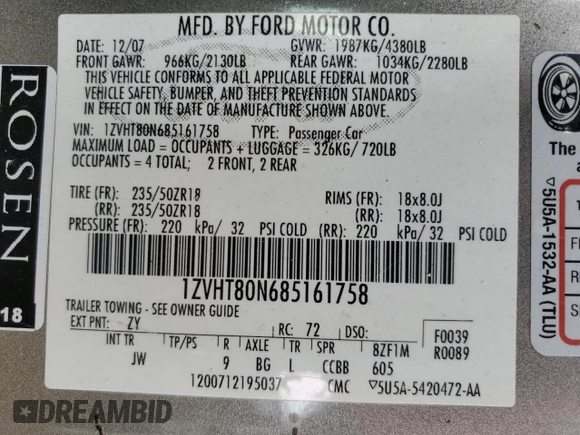 MFD. BY FORD MOTOR CO.
DATE: 12/07 GVWR: 1987KG/4380LB
FRONT GAWR: 966KG/2130LB REAR GAWR: 1034KG/2280LB
THIS VEHICLE CONFORMS TO ALL APPLICABLE FEDERAL MOTOR
VEHICLE SAFETY, BUMPER, AND THEFT PREVENTION STANDARDS
IN EFFECT ON THE DATE OF MANUFACTURE SHOWN ABOVE.
VIN: 1ZVHT80N685161758 TYPE: Passenger Car
MAXIMUM LOAD = OCCUPANTS + LUGGAGE = 326KG/720LB
OCCUPANTS = 4 TOTAL; 2 FRONT, 2 REAR
TIRE (FR): 235/50ZR18 RIMS (FR): 18x8.0J
(RR): 235/50ZR18 (RR): 18x8.0J
PRESSURE (FR): 220 kPa/ 32 PSI COLD (RR): 220 kPa/ 32 PSI COLD
1ZVHT80N685161758
TRAILER TOWING - SEE OWNER GUIDE
EXT PNT: ZY RC: 72 DSO: F0039
INT TR TP/PS R AXLE TR SPR 8ZF1M R0089
JW 9 BG L CCBB 605
1200712195037 CMC ▽5U5A-5420472-AA
ROSEN
18
The
▽5U5A-1532-AA (TLU)
DREAMBID